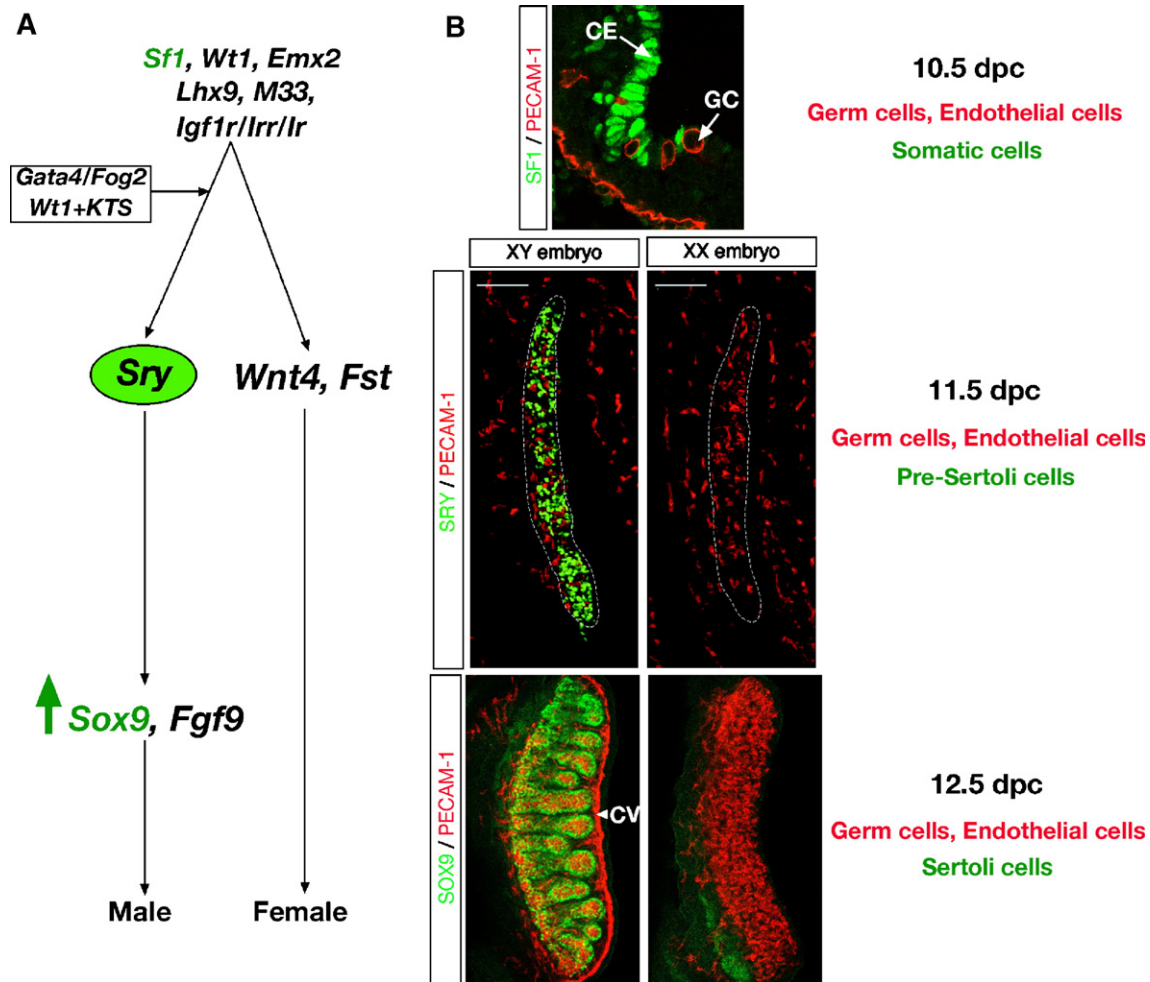 A
Sf1, Wt1, Emx2
Lhx9, M33,
Igf1r/Irr/Ir
Gata4/Fog2
Wt1+KTS
Sry
Wnt4, Fst
Sox9, Fgf9
Male
Female
B
SF1 / PECAM-1
CE
GC
10.5 dpc
Germ cells, Endothelial cells
Somatic cells
XY embryo
XX embryo
SRY / PECAM-1
11.5 dpc
Germ cells, Endothelial cells
Pre-Sertoli cells
SOX9 / PECAM-1
CV
12.5 dpc
Germ cells, Endothelial cells
Sertoli cells